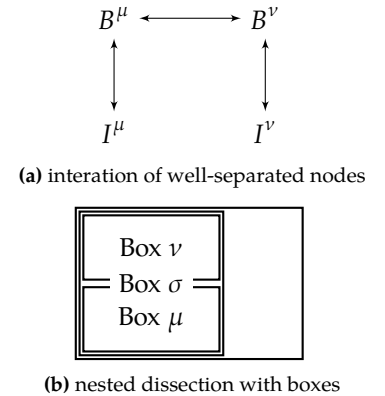 B^μ B^ν
I^μ I^ν
(a) interation of well-separated nodes
Box ν
Box σ
Box μ
(b) nested dissection with boxes